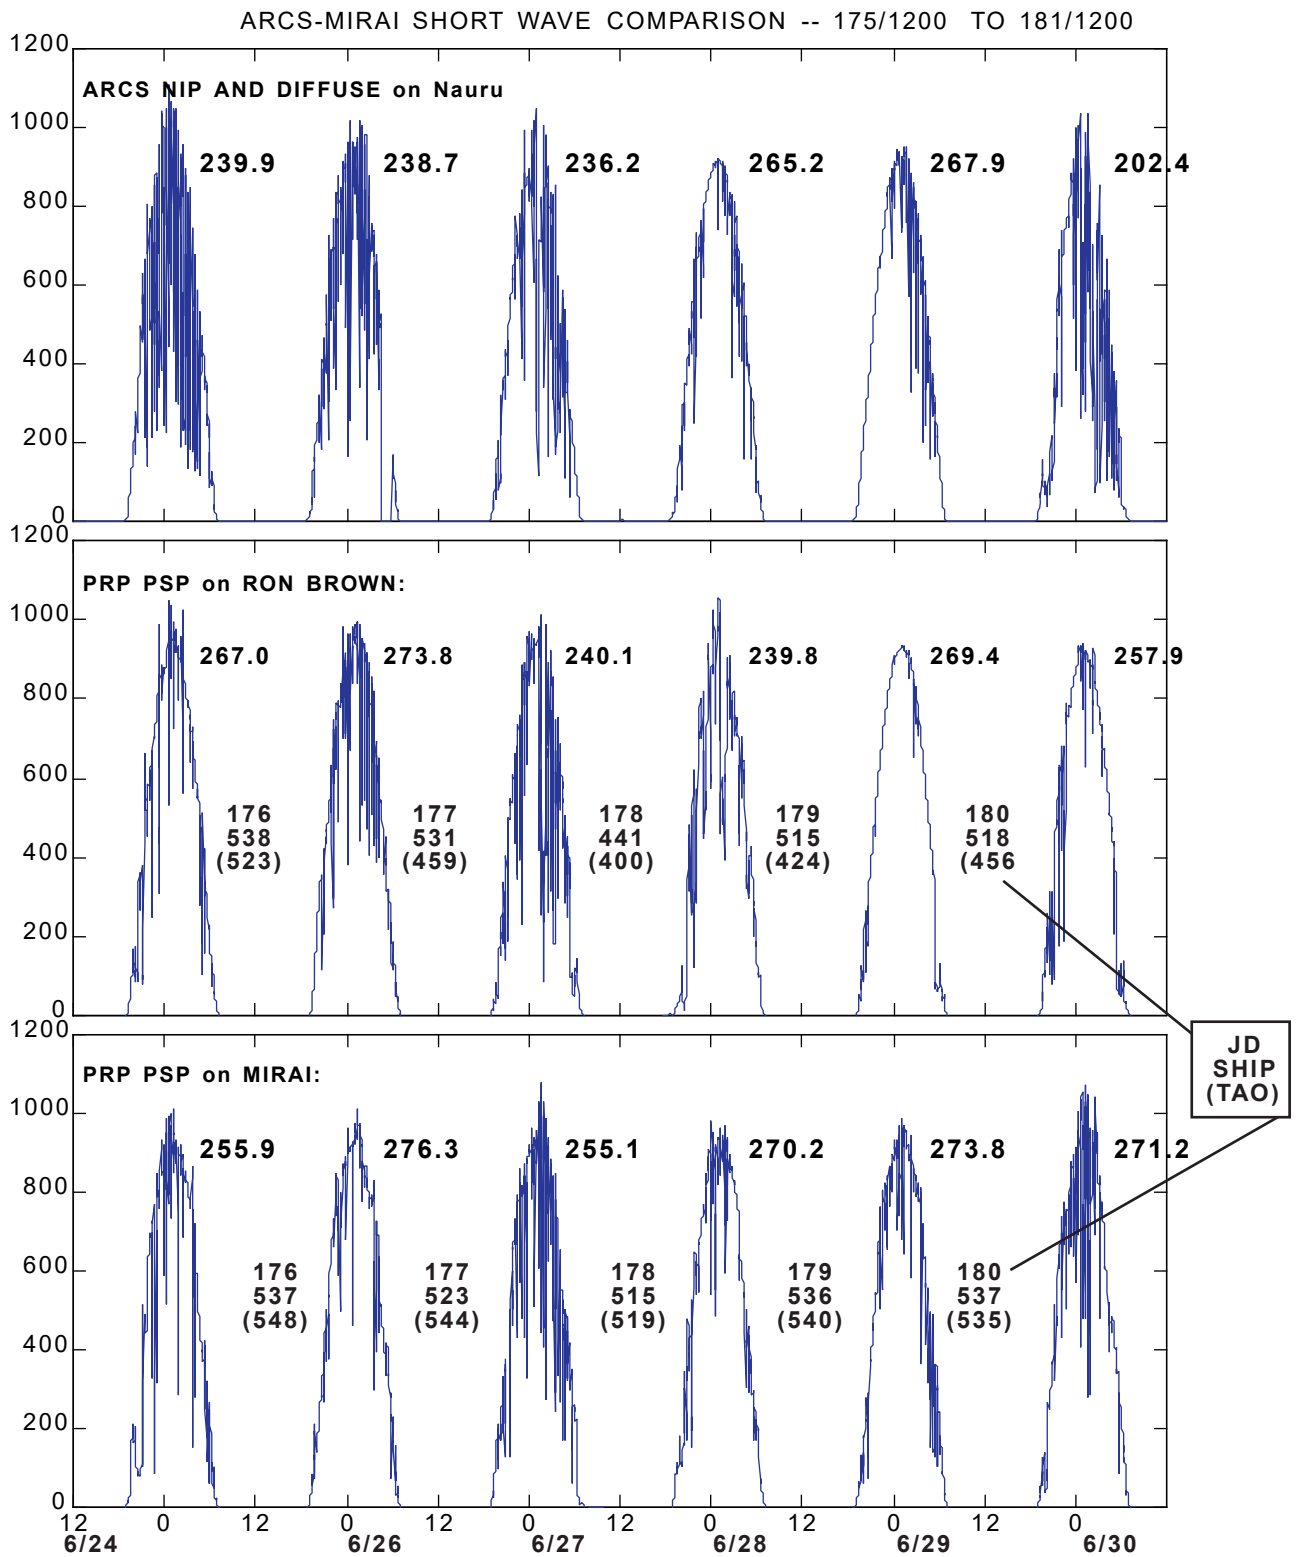 ARCS-MIRAI SHORT WAVE COMPARISON -- 175/1200 TO 181/1200
1200
ARCS NIP AND DIFFUSE on Nauru
1000
239.9 238.7 236.2 265.2 267.9 202.4
800
600
400
200
0
1200
PRP PSP on RON BROWN:
1000
267.0 273.8 240.1 239.8 269.4 257.9
800
600
176 177 178 179 180
538 531 441 515 518
(523) (459) (400) (424) (456
400
200
0
1200
JD
SHIP
(TAO)
PRP PSP on MIRAI:
1000
255.9 276.3 255.1 270.2 273.8 271.2
800
600
176 177 178 179 180
537 523 515 536 537
(548) (544) (519) (540) (535)
400
200
0
12 0 12 0 12 0 12 0 12 0 12 0
6/24 6/26 6/27 6/28 6/29 6/30